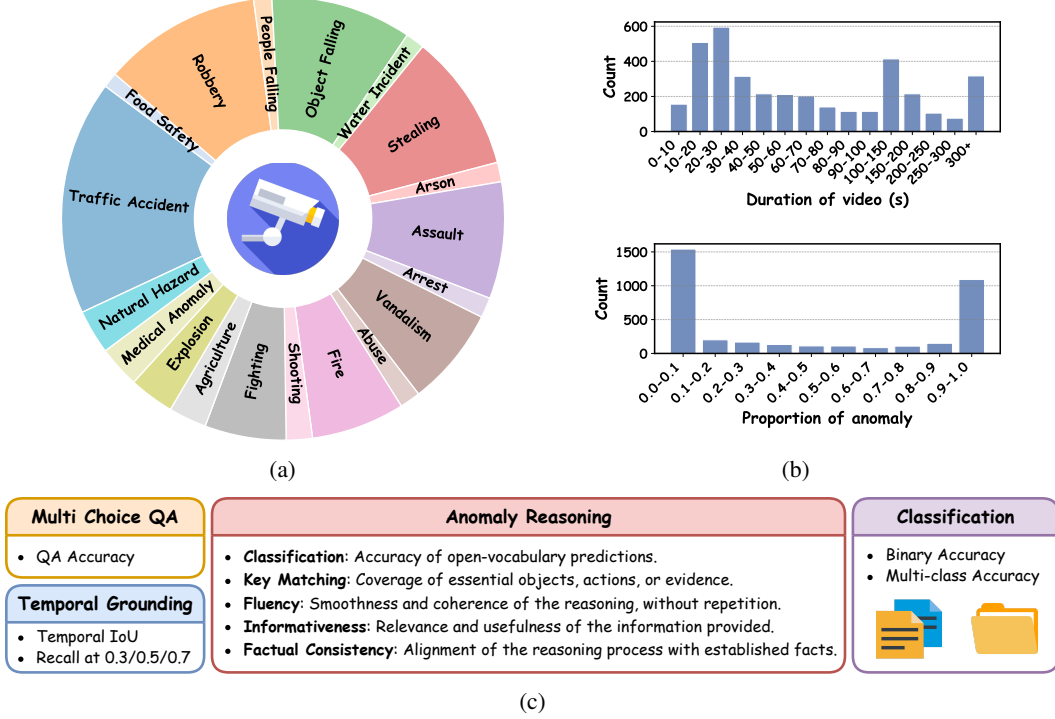 People Falling
Object Falling
Water Incident
Stealing
Arson
Assault
Arrest
Vandalism
Abuse
Fire
Shooting
Fighting
Agriculture
Explosion
Medical Anomaly
Natural Hazard
Traffic Accident
Food Safety
Robbery
(a)
600
400
200
0
Count
0-10
10-20
20-30
30-40
40-50
50-60
60-70
70-80
80-90
90-100
100-150
150-200
200-250
250-300
300+
Duration of video (s)
1500
1000
500
0
Count
0.0-0.1
0.1-0.2
0.2-0.3
0.3-0.4
0.4-0.5
0.5-0.6
0.6-0.7
0.7-0.8
0.8-0.9
0.9-1.0
Proportion of anomaly
(b)
Multi Choice QA
• QA Accuracy
Temporal Grounding
• Temporal IoU
• Recall at 0.3/0.5/0.7
Anomaly Reasoning
• Classification: Accuracy of open-vocabulary predictions.
• Key Matching: Coverage of essential objects, actions, or evidence.
• Fluency: Smoothness and coherence of the reasoning, without repetition.
• Informativeness: Relevance and usefulness of the information provided.
• Factual Consistency: Alignment of the reasoning process with established facts.
Classification
• Binary Accuracy
• Multi-class Accuracy
(c)